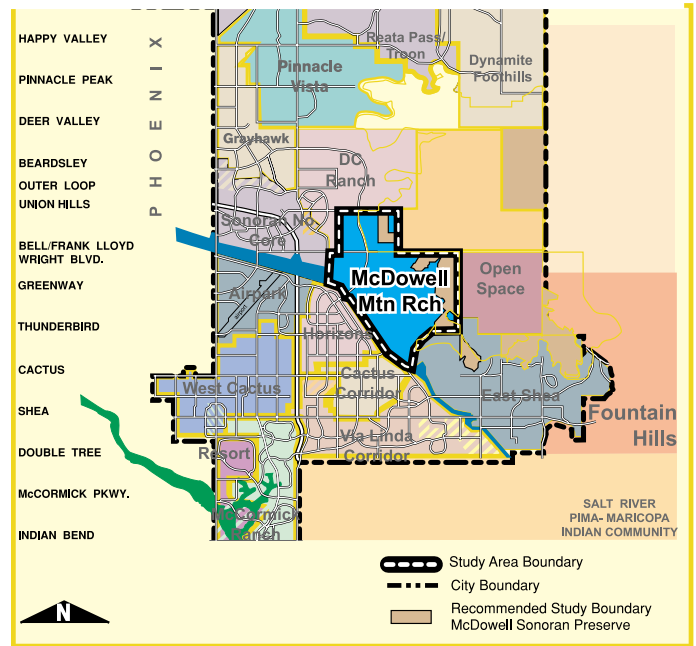 HAPPY VALLEY
PINNACLE PEAK
DEER VALLEY
BEARDSLEY
OUTER LOOP
UNION HILLS
BELL/FRANK LLOYD
WRIGHT BLVD.
GREENWAY
THUNDERBIRD
CACTUS
SHEA
DOUBLE TREE
McCORMICK PKWY.
INDIAN BEND
PHOENIX
Reata Pass/
Troon
Pinnacle
Vista
Dynamite
Foothills
Grayhawk
DC
Ranch
Sonoran No.
Core
McDowell
Mtn Rch
Open
Space
Airpark
Horizons
Cactus
Corridor
West Cactus
East Shea
Fountain
Hills
Via Linda
Corridor
Resort
McCormick
Ranch
SALT RIVER
PIMA- MARICOPA
INDIAN COMMUNITY
N
Study Area Boundary
City Boundary
Recommended Study Boundary
McDowell Sonoran Preserve